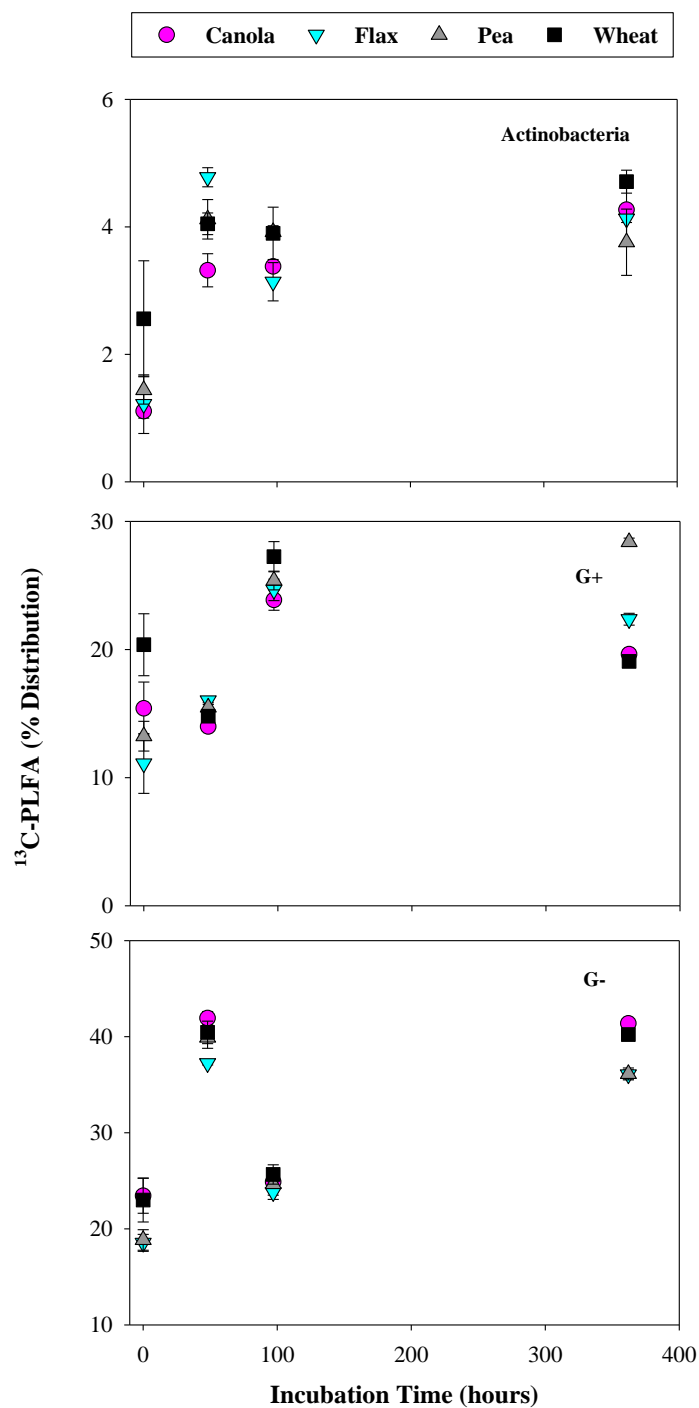 Canola Flax Pea Wheat
6
Actinobacteria
4
2
0
30
G+
20
10
0
¹³C-PLFA (% Distribution)
50
G-
40
30
20
10
0 100 200 300 400
Incubation Time (hours)